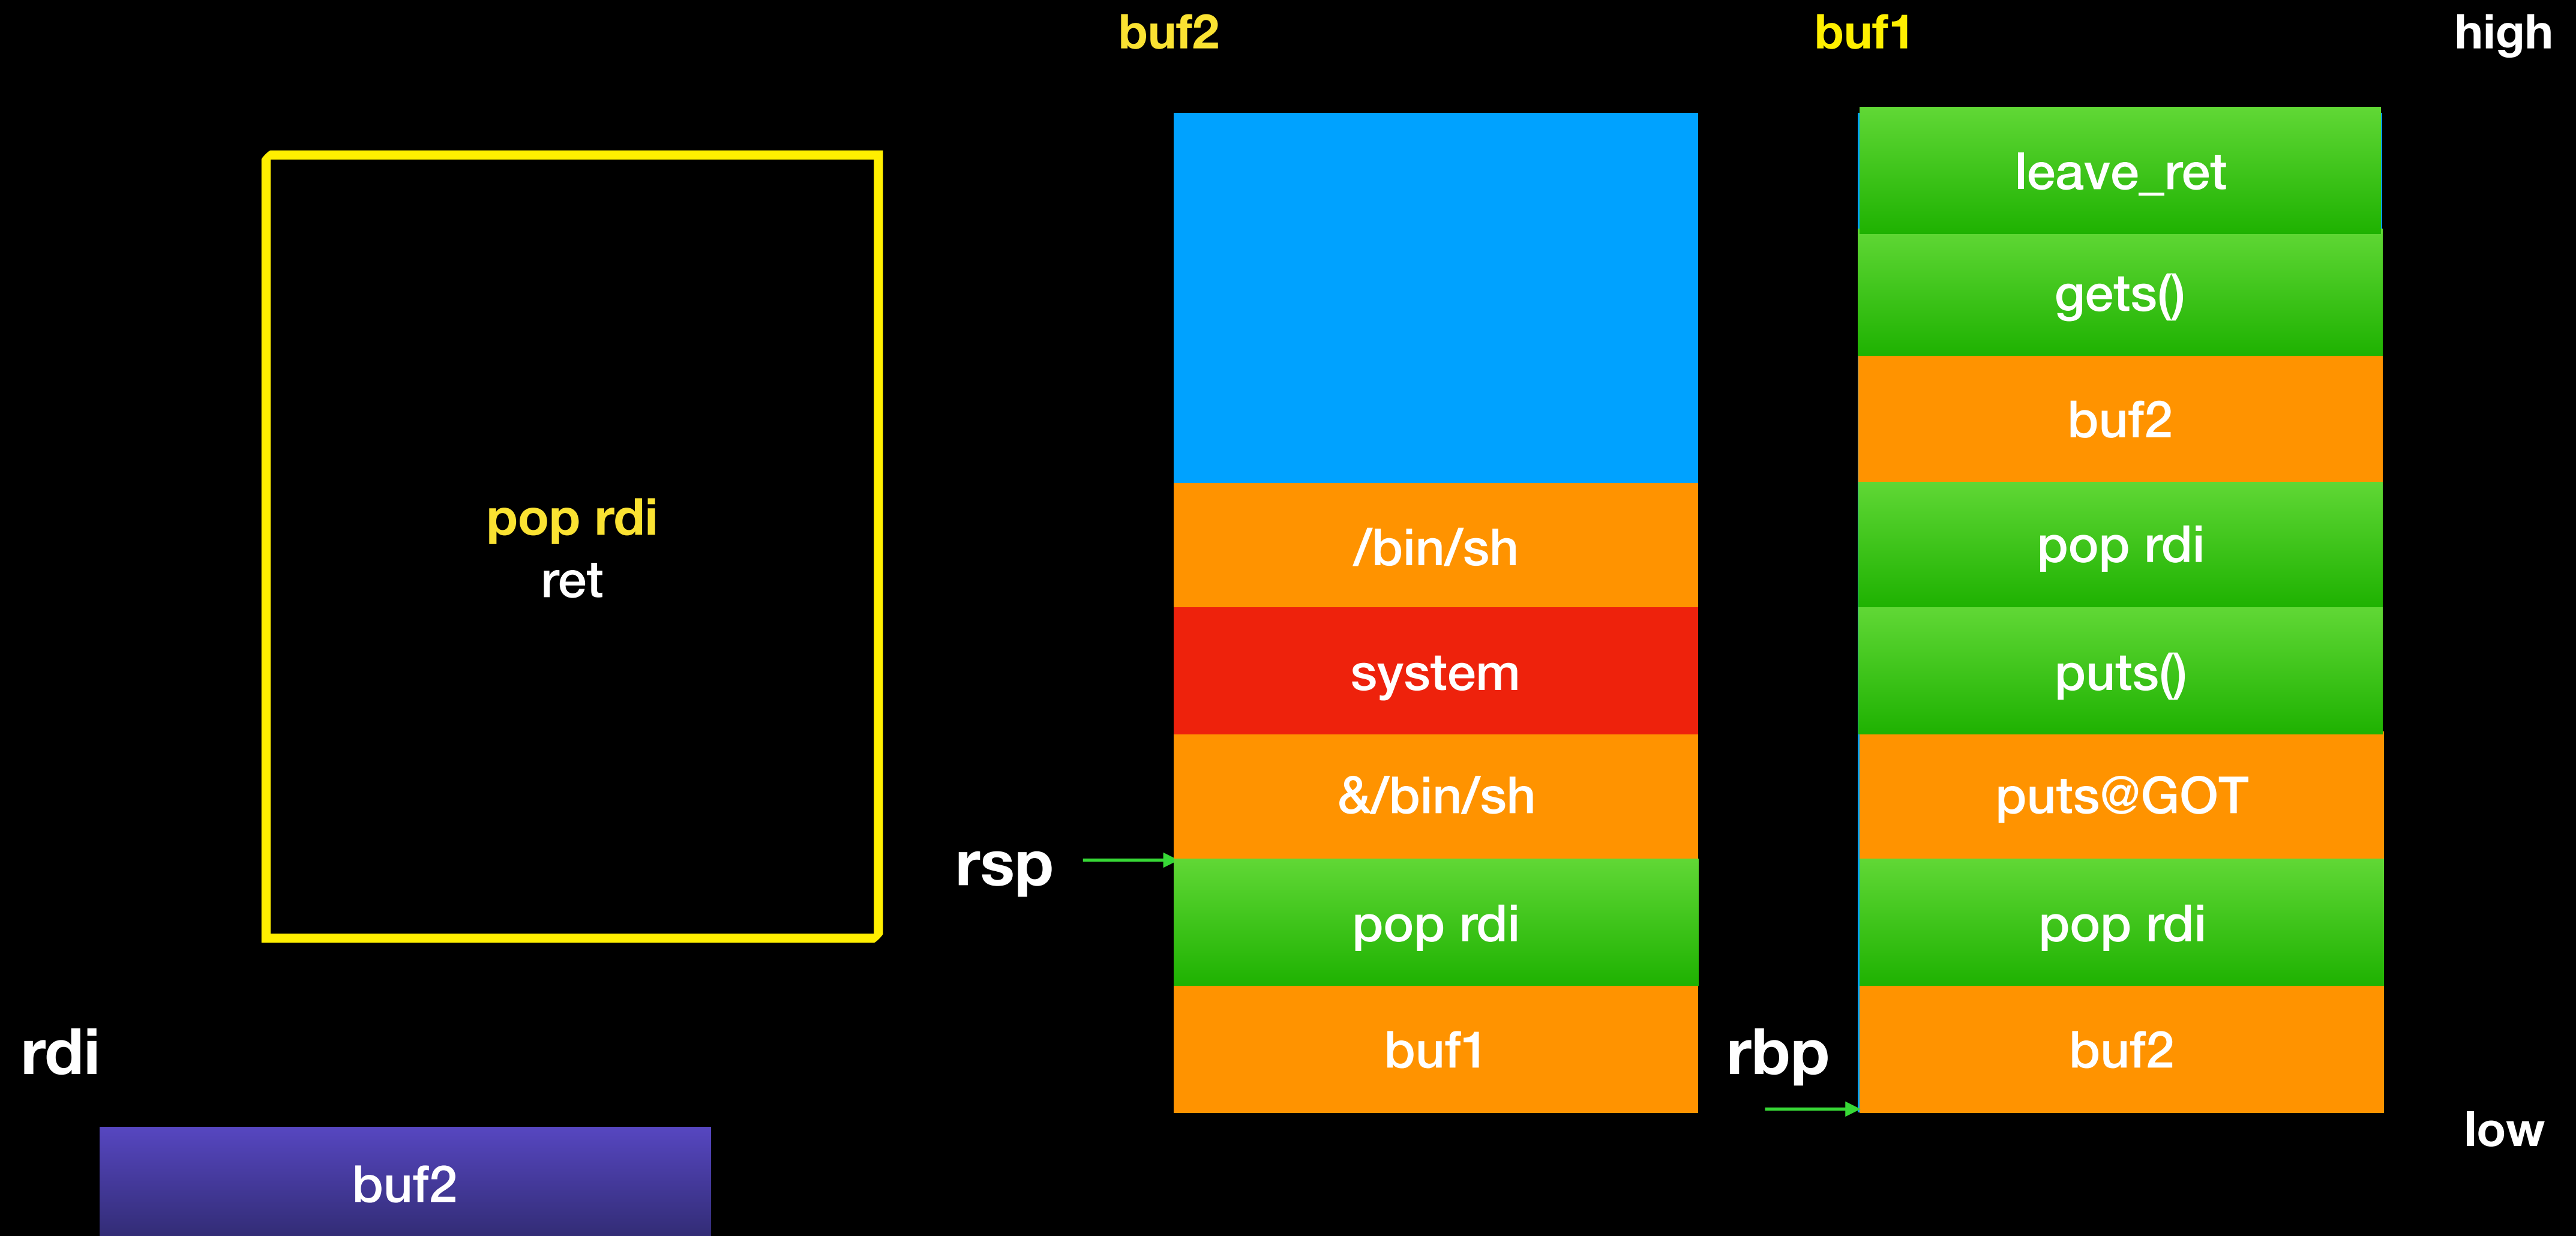 buf2
buf1
high
pop rdi
ret
rdi
buf2
rsp
/bin/sh
system
&/bin/sh
pop rdi
buf1
rbp
leave_ret
gets()
buf2
pop rdi
puts()
puts@GOT
pop rdi
buf2
low